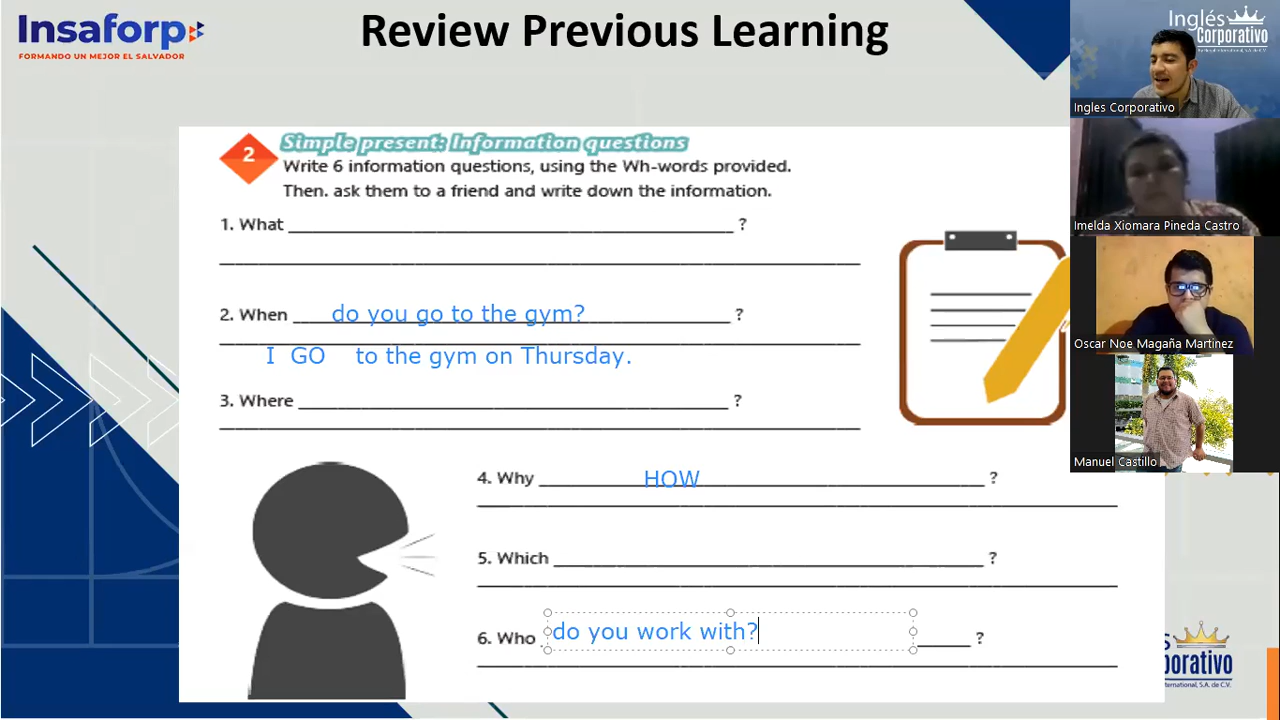 Insaforp
FORMANDO UN MEJOR EL SALVADOR
Review Previous Learning
Inglés
Corporativo
Ingles Corporativo
2
Simple present: Information questions
Write 6 information questions, using the Wh-words provided.
Then. ask them to a friend and write down the information.
1. What ?
Imelda Xiomara Pineda Castro
2. When do you go to the gym? ?
I GO to the gym on Thursday.
Oscar Noe Magaña Martinez
3. Where ?
Manuel Castillo
4. Why HOW ?
5. Which ?
6. Who do you work with? ?
porativo
International, S.A. de C.V.